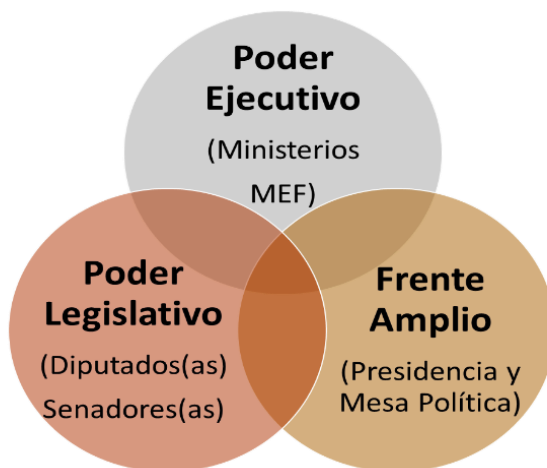 Poder
Ejecutivo
(Ministerios
MEF)
Poder
Legislativo
(Diputados(as)
Senadores(as)
Frente
Amplio
(Presidencia y
Mesa Política)